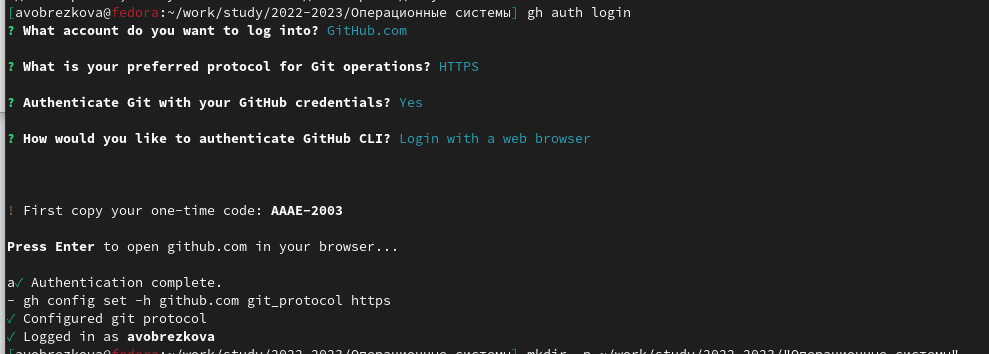 [avobrezkova@fedora:~/work/study/2022-2023/Операционные системы] gh auth login
? What account do you want to log into? GitHub.com
? What is your preferred protocol for Git operations? HTTPS
? Authenticate Git with your GitHub credentials? Yes
? How would you like to authenticate GitHub CLI? Login with a web browser
! First copy your one-time code: AAAE-2003
Press Enter to open github.com in your browser...
a✓ Authentication complete.
- gh config set -h github.com git_protocol https
✓ Configured git protocol
✓ Logged in as avobrezkova
[avobrezkova@fedora:~/work/study/2022-2023/Операционные системы] mkdir -p ~/work/study/2022-2023/"Операционные системы"